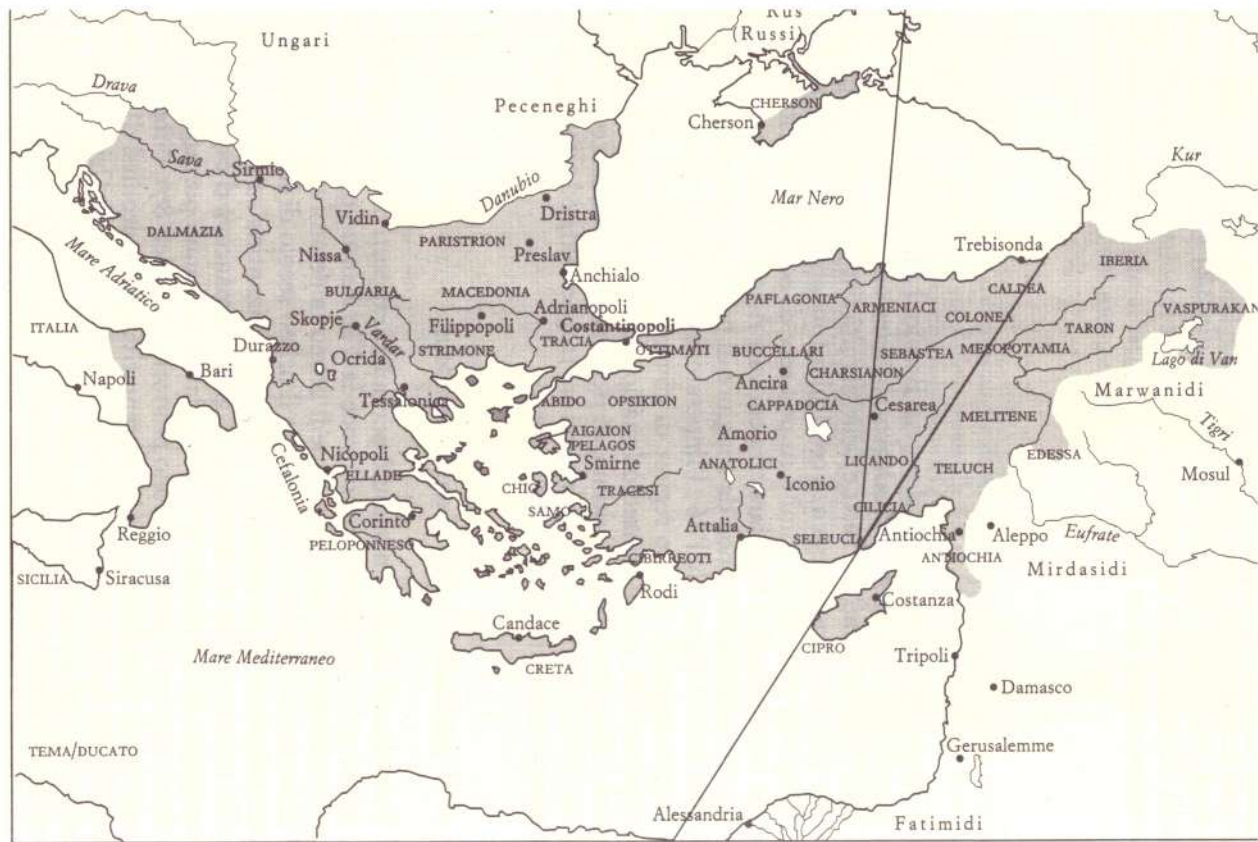 Rus
(Russi)
Ungari
Drava
Peceneghi
CHERSON
Cherson
Sava
Sirmio
Kur
Danubio
Dristra
Mar Nero
Vidin
DALMAZIA
PARISTRION
Preslav
Nissa
Mare Adriatico
Trebisonda
IBERIA
Anchialo
CALDEA
BULGARIA
MACEDONIA
PAFLAGONIA
ARMENIACI
VASPURAKAN
Adrianopoli
COLONEA
Skopje
Filippopoli
Costantinopoli
TARON
ITALIA
Vardar
TRACIA
STRIMONE
OTTIMATI
BUCCELLARI
SEBASTEA
MESOPOTAMIA
Durazzo
Ocrida
Lago di Van
Bari
CHARSIANON
Napoli
Ancira
Marwanidi
Tessalonica
ABIDO
OPSIKION
CAPPADOCIA
Cesarea
MELITENE
AIGAION
PELAGOS
Tigri
Amorio
EDESSA
Nicopoli
ANATOLICI
LICANDO
TELUCH
Smirne
Mosul
ELLADE
Iconio
Cefalonia
CHIO
TRACESI
SAMO
CILICIA
Corinto
Reggio
Attalia
Eufrate
Antiochia
Aleppo
PELOPONNESO
SELEUCI
CIBIRREOTI
ANTIOCHIA
SICILIA
Siracusa
Mirdasidi
Rodi
Costanza
Candace
CIPRO
Mare Mediterraneo
CRETA
Tripoli
Damasco
TEMA/DUCATO
Gerusalemme
Alessandria
Fatimidi